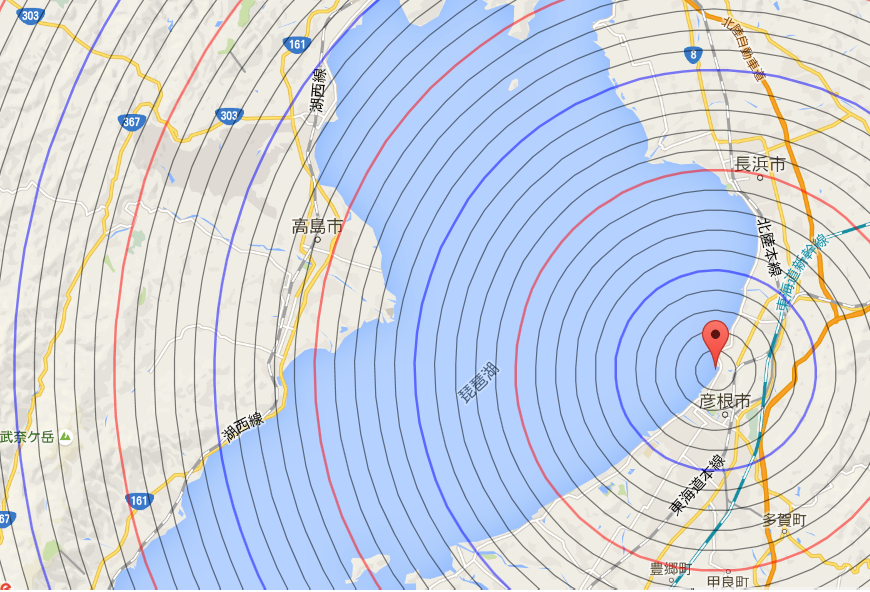 303
161
北陸自動車道
8
湖西線
367
303
長浜市
高島市
北陸本線
東海道新幹線
琵琶湖
彦根市
湖西線
武奈ケ岳
東海道本線
161
67
多賀町
豊郷町
甲良町